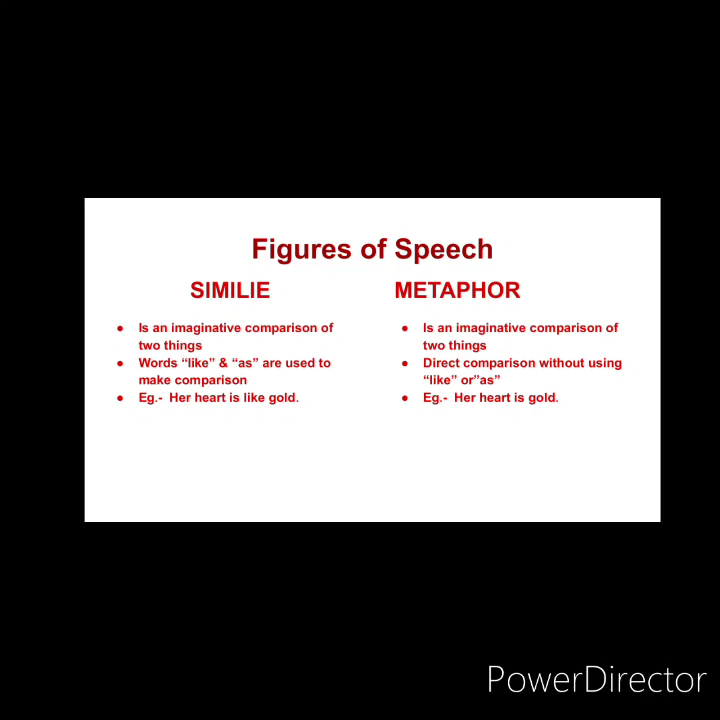 Figures of Speech
SIMILIE
● Is an imaginative comparison of
two things
● Words “like” & “as” are used to
make comparison
● Eg.- Her heart is like gold.
METAPHOR
● Is an imaginative comparison of
two things
● Direct comparison without using
“like” or”as”
● Eg.- Her heart is gold.
PowerDirector